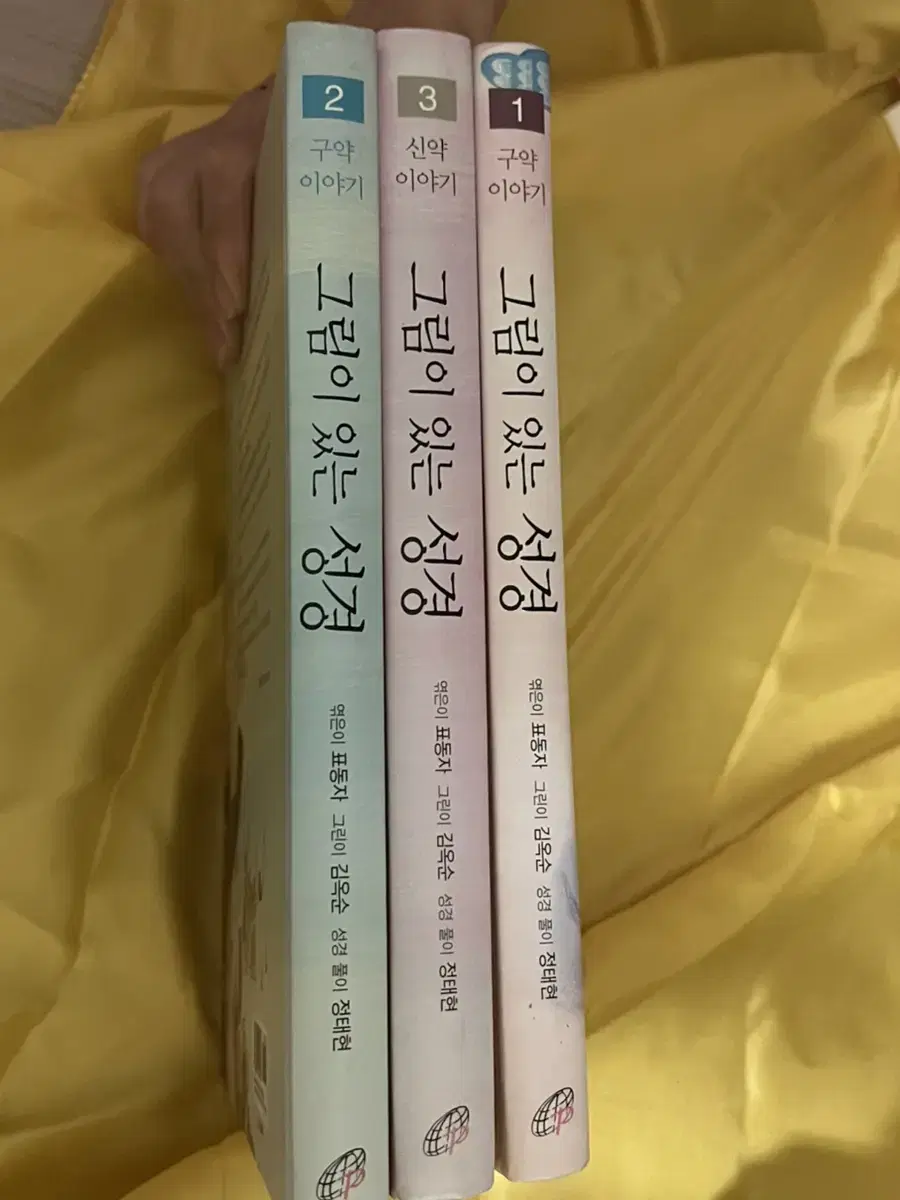 2
구약
이야기
그림이 있는 성경
엮은이 표동자 그린이 김옥순 성경 풀이 정태현
3
신약
이야기
그림이 있는 성경
엮은이 표동자 그린이 김옥순 성경 풀이 정태현
1
구약
이야기
그림이 있는 성경
엮은이 표동자 그린이 김옥순 성경 풀이 정태현